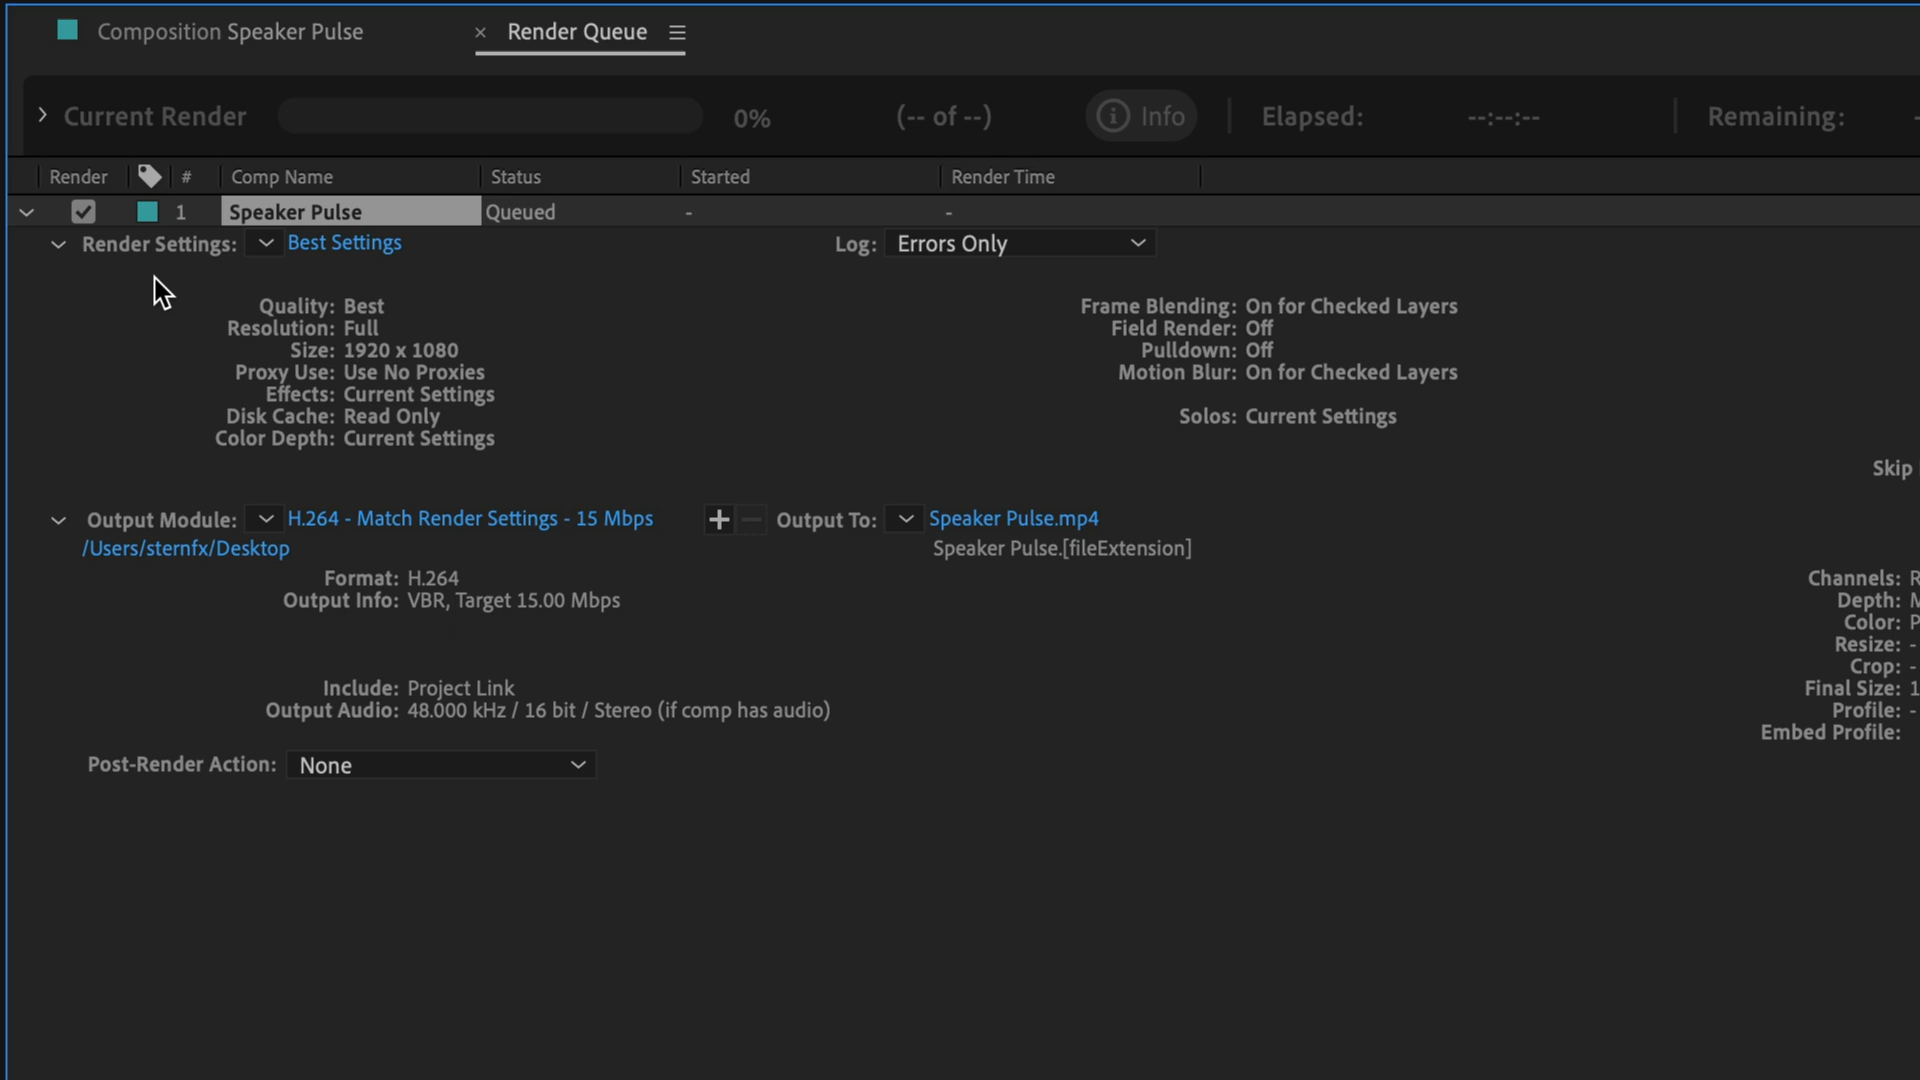 Composition Speaker Pulse × Render Queue
Current Render 0% (-- of --) Info Elapsed: --:--:-- Remaining:
Render # Comp Name Status Started Render Time
1 Speaker Pulse Queued - -
Render Settings: Best Settings Log: Errors Only
Quality: Best Frame Blending: On for Checked Layers
Resolution: Full Field Render: Off
Size: 1920 x 1080 Pulldown: Off
Proxy Use: Use No Proxies Motion Blur: On for Checked Layers
Effects: Current Settings
Disk Cache: Read Only Solos: Current Settings
Color Depth: Current Settings
Skip
Output Module: H.264 - Match Render Settings - 15 Mbps Output To: Speaker Pulse.mp4
/Users/sternfx/Desktop Speaker Pulse.[fileExtension]
Format: H.264 Channels:
Output Info: VBR, Target 15.00 Mbps Depth:
Color:
Resize: -
Crop: -
Include: Project Link Final Size: 1
Output Audio: 48.000 kHz / 16 bit / Stereo (if comp has audio) Profile: -
Embed Profile:
Post-Render Action: None